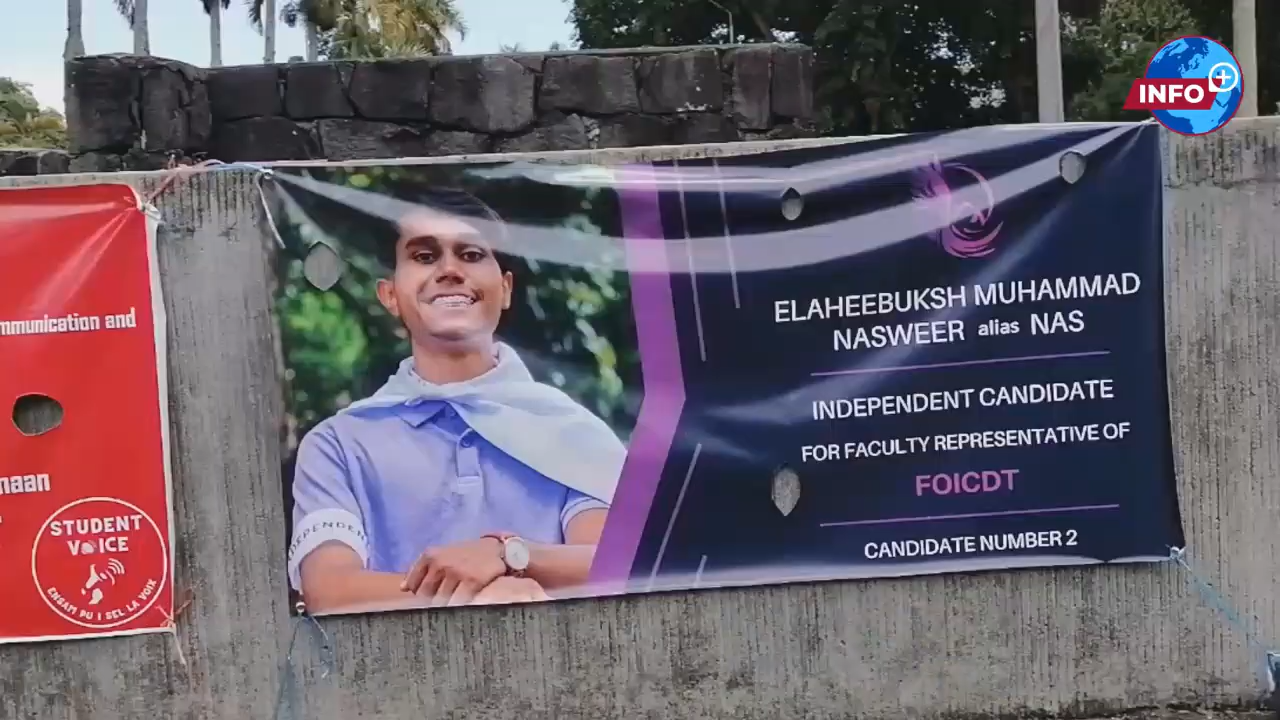 INFO
mmunication and
naan
STUDENT
VOICE
ENSAM PU 1 SEL LA VOIX
ELAHEEBUKSH MUHAMMAD
NASWEER alias NAS
INDEPENDENT CANDIDATE
FOR FACULTY REPRESENTATIVE OF
FOICDT
CANDIDATE NUMBER 2